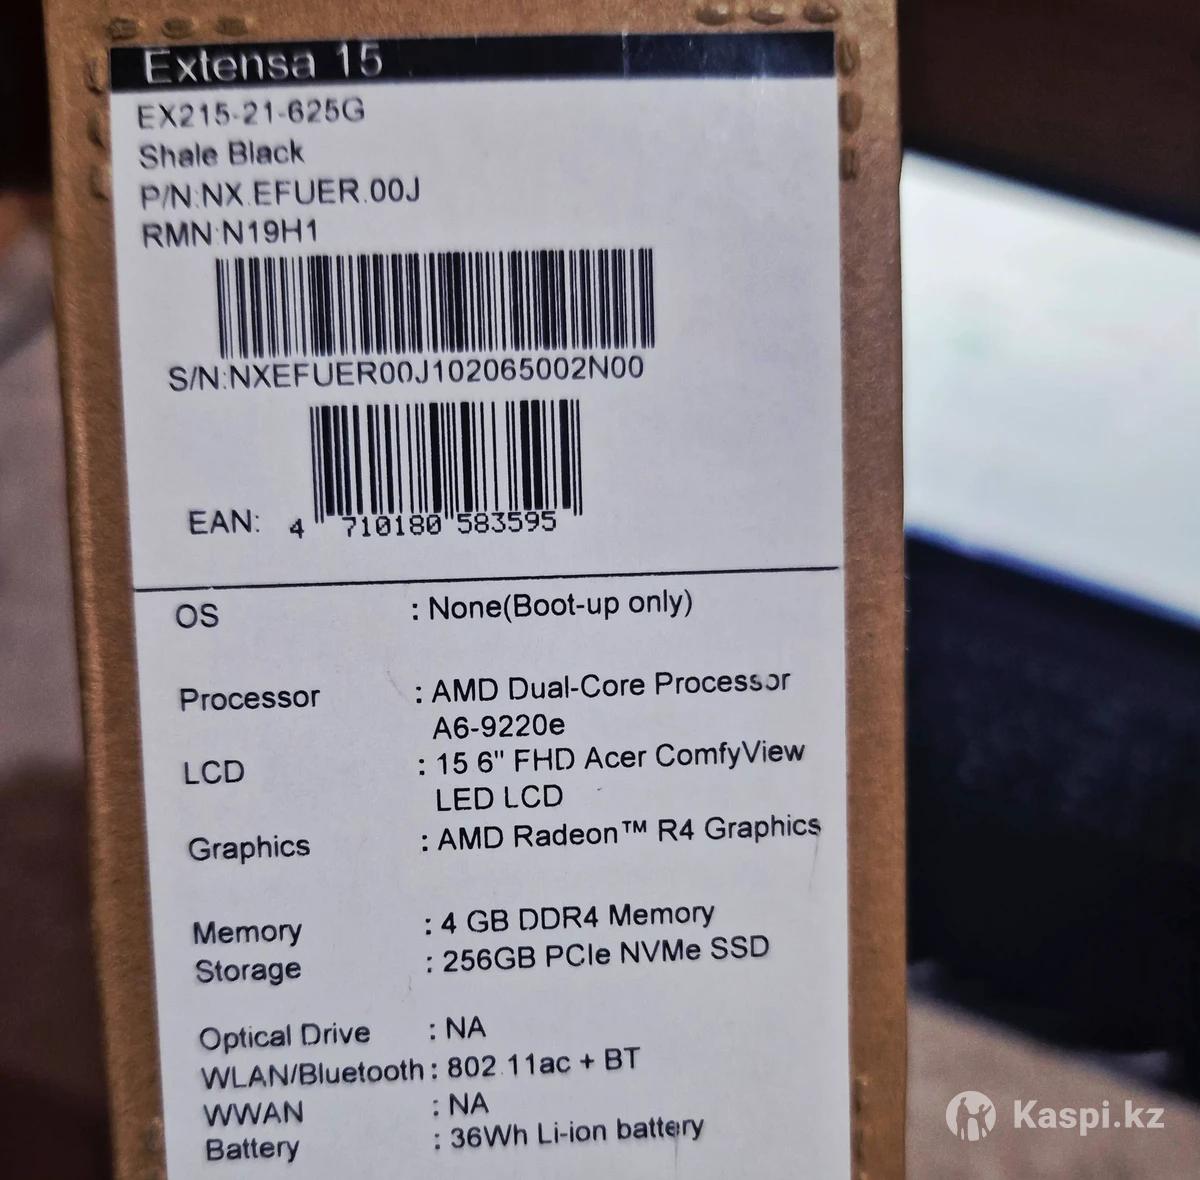 Extensa 15
EX215-21-625G
Shale Black
P/N:NX.EFUER.00J
RMN:N19H1
S/N:NXEFUER00J102065002N00
EAN: 4 710180 583595
OS : None(Boot-up only)
Processor : AMD Dual-Core Processor
A6-9220e
LCD : 15.6" FHD Acer ComfyView
LED LCD
Graphics : AMD Radeon™ R4 Graphics
Memory : 4 GB DDR4 Memory
Storage : 256GB PCIe NVMe SSD
Optical Drive : NA
WLAN/Bluetooth : 802.11ac + BT
WWAN : NA
Battery : 36Wh Li-ion battery
Kaspi.kz